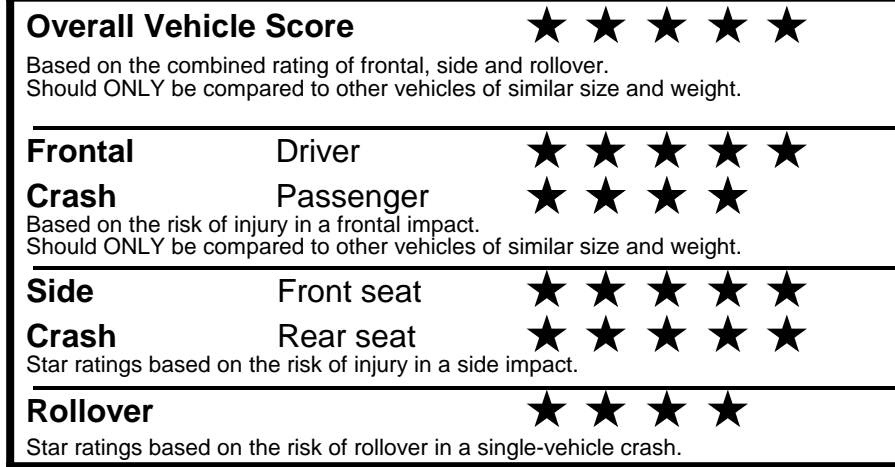 Overall Vehicle Score ★ ★ ★ ★ ★
Based on the combined rating of frontal, side and rollover.
Should ONLY be compared to other vehicles of similar size and weight.
Frontal Driver ★ ★ ★ ★ ★
Crash Passenger ★ ★ ★ ★
Based on the risk of injury in a frontal impact.
Should ONLY be compared to other vehicles of similar size and weight.
Side Front seat ★ ★ ★ ★ ★
Crash Rear seat ★ ★ ★ ★ ★
Star ratings based on the risk of injury in a side impact.
Rollover ★ ★ ★ ★
Star ratings based on the risk of rollover in a single-vehicle crash.